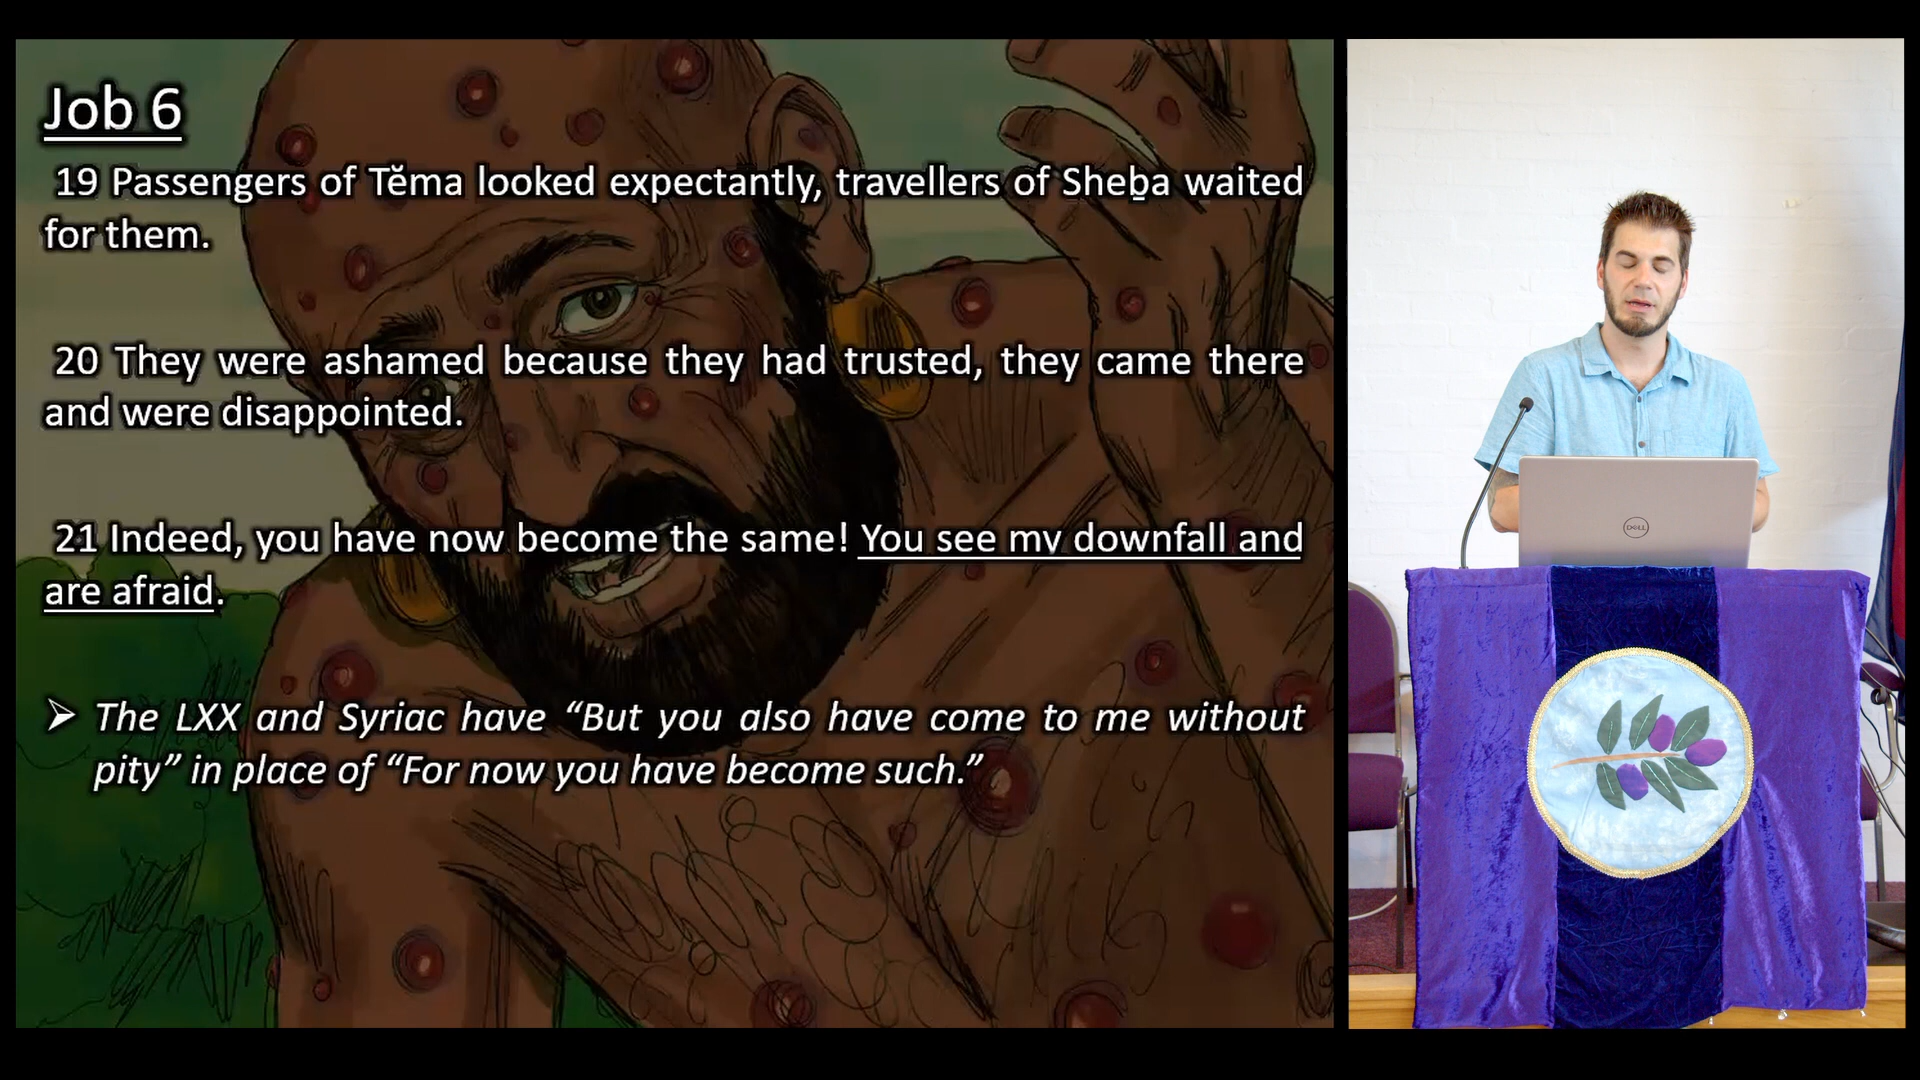 Job 6
19 Passengers of Tĕma looked expectantly, travellers of Sheḇa waited
for them.
20 They were ashamed because they had trusted, they came there
and were disappointed.
21 Indeed, you have now become the same! You see my downfall and
are afraid.
➢ The LXX and Syriac have “But you also have come to me without
pity” in place of “For now you have become such.”
DELL